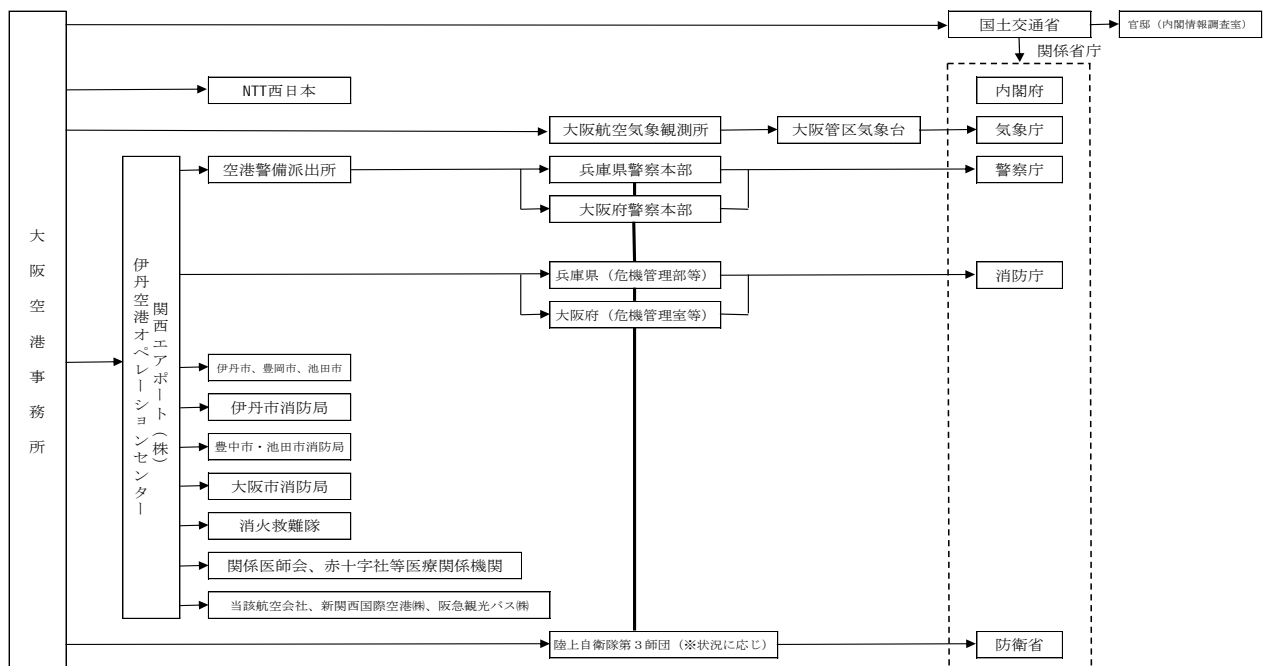 国土交通省
官邸（内閣情報調査室）
関係省庁
NTT西日本
内閣府
大阪航空気象観測所
大阪管区気象台
気象庁
空港警備派出所
兵庫県警察本部
警察庁
大阪府警察本部
大阪空港事務所
関西エアポート（株）
伊丹空港オペレーションセンター
兵庫県（危機管理部等）
消防庁
大阪府（危機管理室等）
伊丹市、豊岡市、池田市
伊丹市消防局
豊中市・池田市消防局
大阪市消防局
消火救難隊
関係医師会、赤十字社等医療関係機関
当該航空会社、新関西国際空港㈱、阪急観光バス㈱
陸上自衛隊第３師団（※状況に応じ）
防衛省